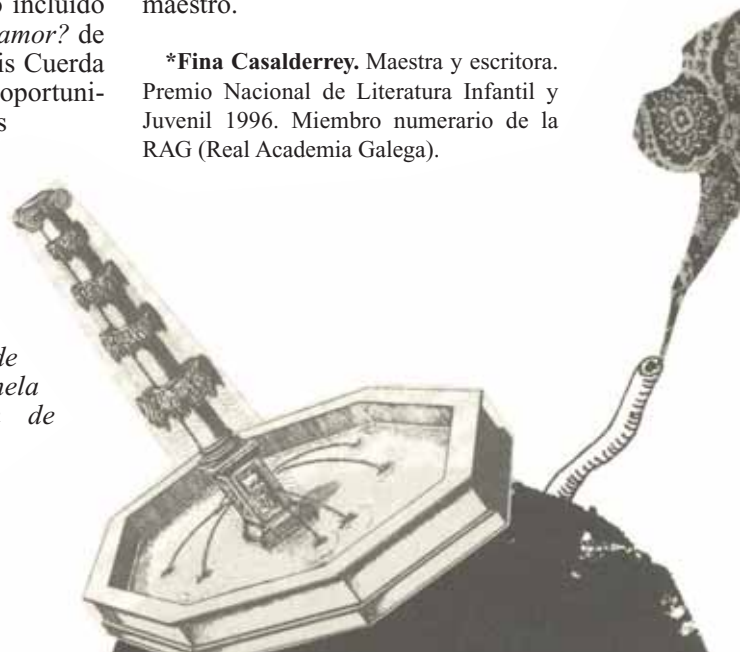 incluido
amor? de
is Cuerda
oportuni-
s
de
nela
de
maestro.
*Fina Casalderrey. Maestra y escritora.
Premio Nacional de Literatura Infantil y
Juvenil 1996. Miembro numerario de la
RAG (Real Academia Galega).